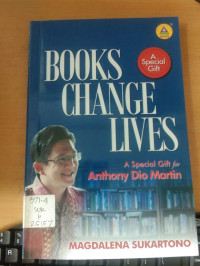 A
Special
Gift
BOOKS
CHANGE
LIVES
A Special Gift for
Anthony Dio Martin
MAGDALENA SUKARTONO